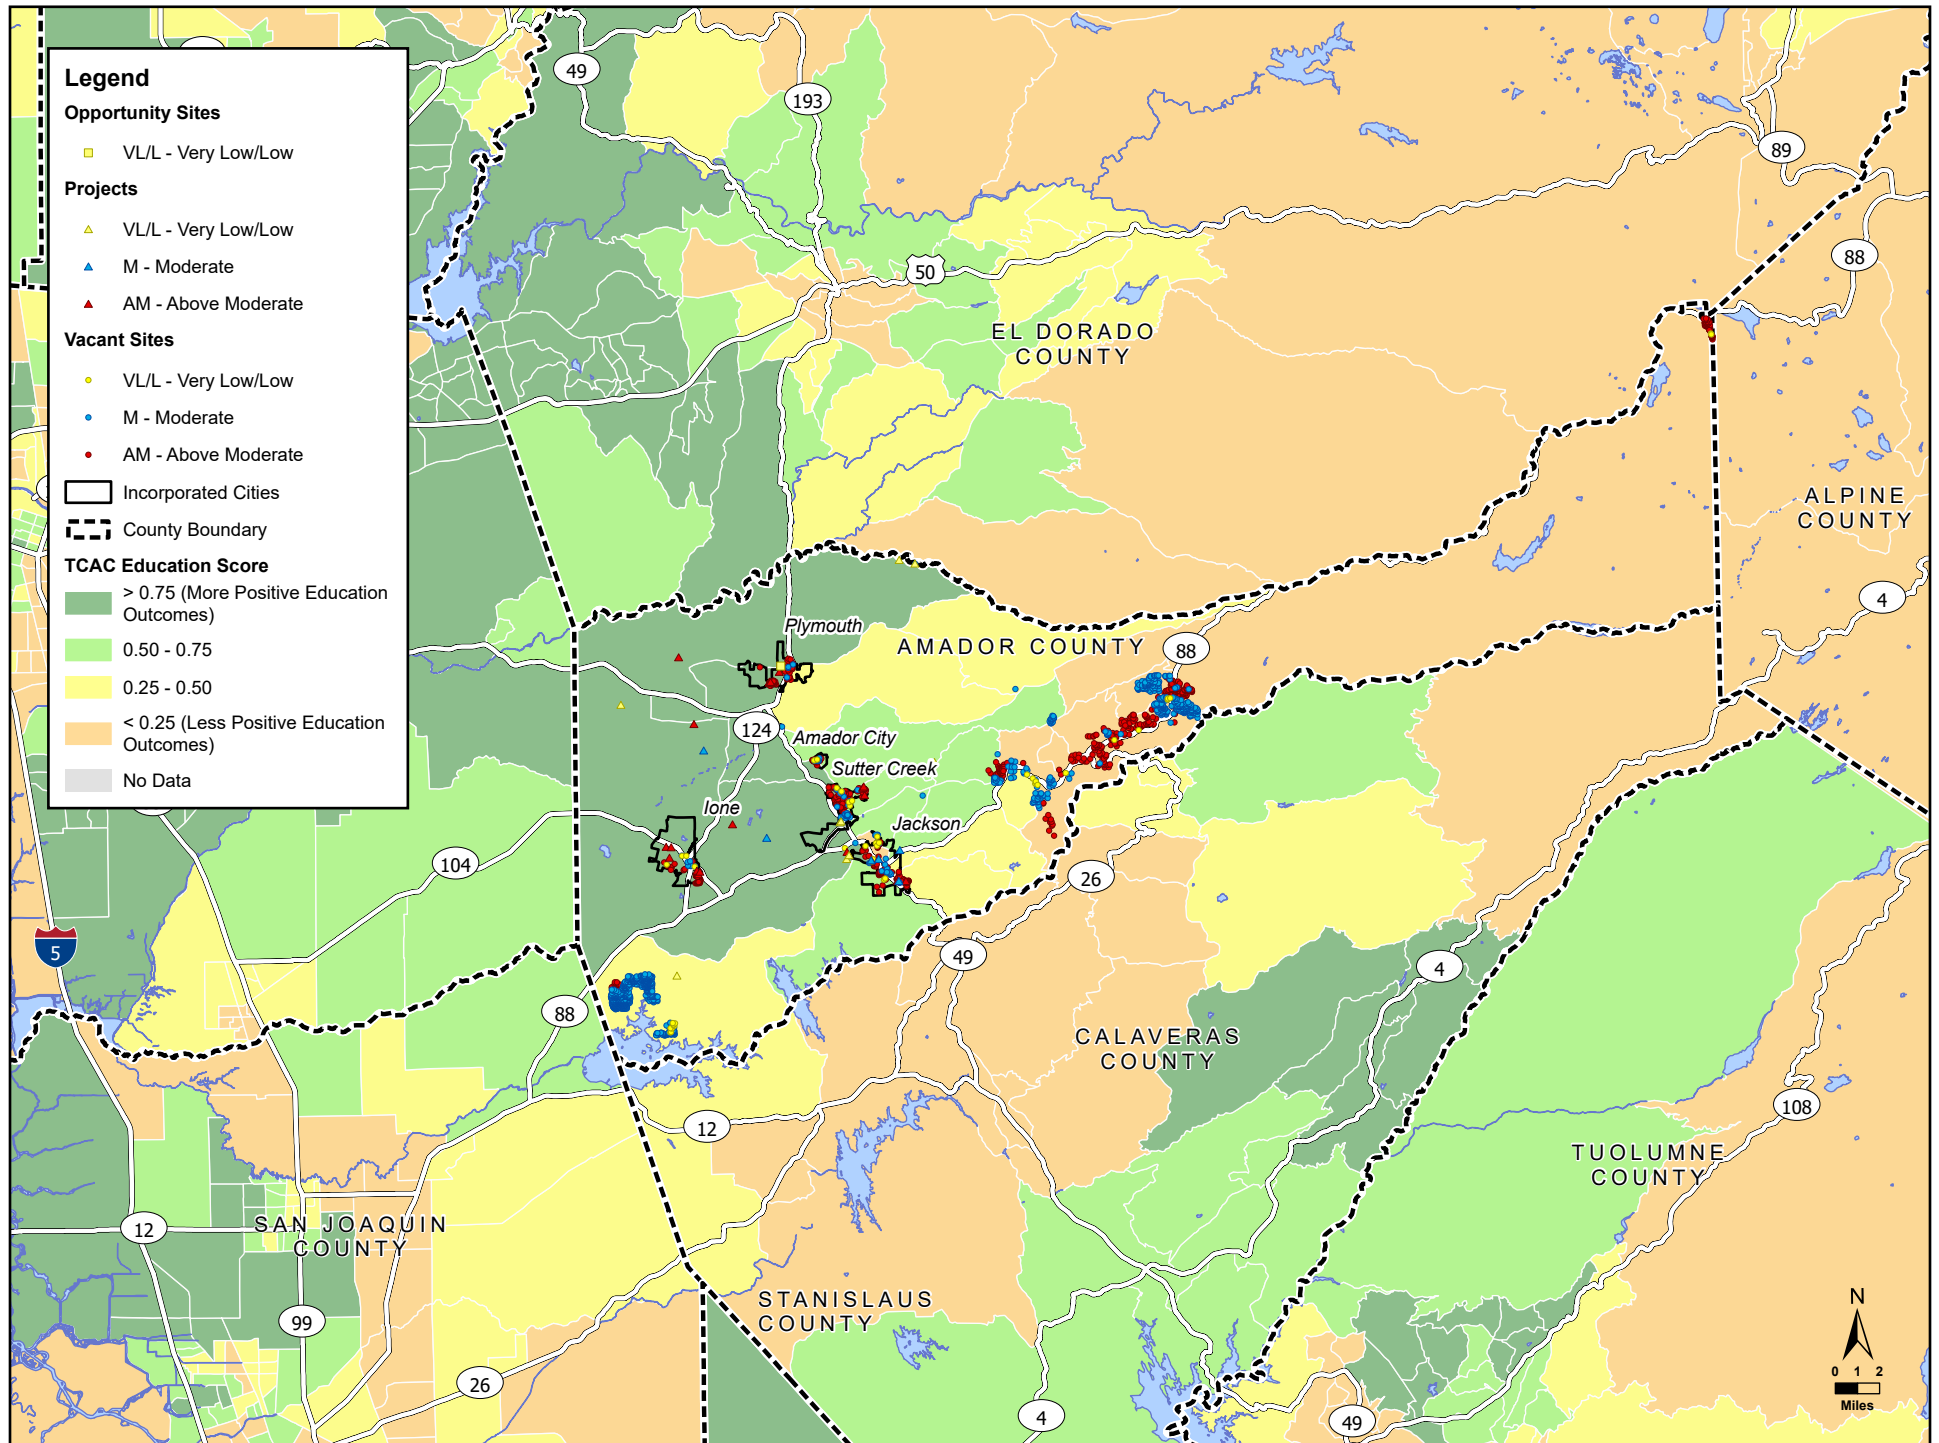 Legend
Opportunity Sites
VL/L - Very Low/Low
Projects
VL/L - Very Low/Low
M - Moderate
AM - Above Moderate
Vacant Sites
VL/L - Very Low/Low
M - Moderate
AM - Above Moderate
Incorporated Cities
County Boundary
TCAC Education Score
> 0.75 (More Positive Education
Outcomes)
0.50 - 0.75
0.25 - 0.50
< 0.25 (Less Positive Education
Outcomes)
No Data
49
193
89
88
50
EL DORADO
COUNTY
ALPINE
COUNTY
4
Plymouth
AMADOR COUNTY
88
124
Amador City
Sutter Creek
Ione
Jackson
104
26
5
49
4
88
CALAVERAS
COUNTY
12
108
TUOLUMNE
COUNTY
12
SAN JOAQUIN
COUNTY
STANISLAUS
COUNTY
99
26
4
49
N
0 1 2
Miles